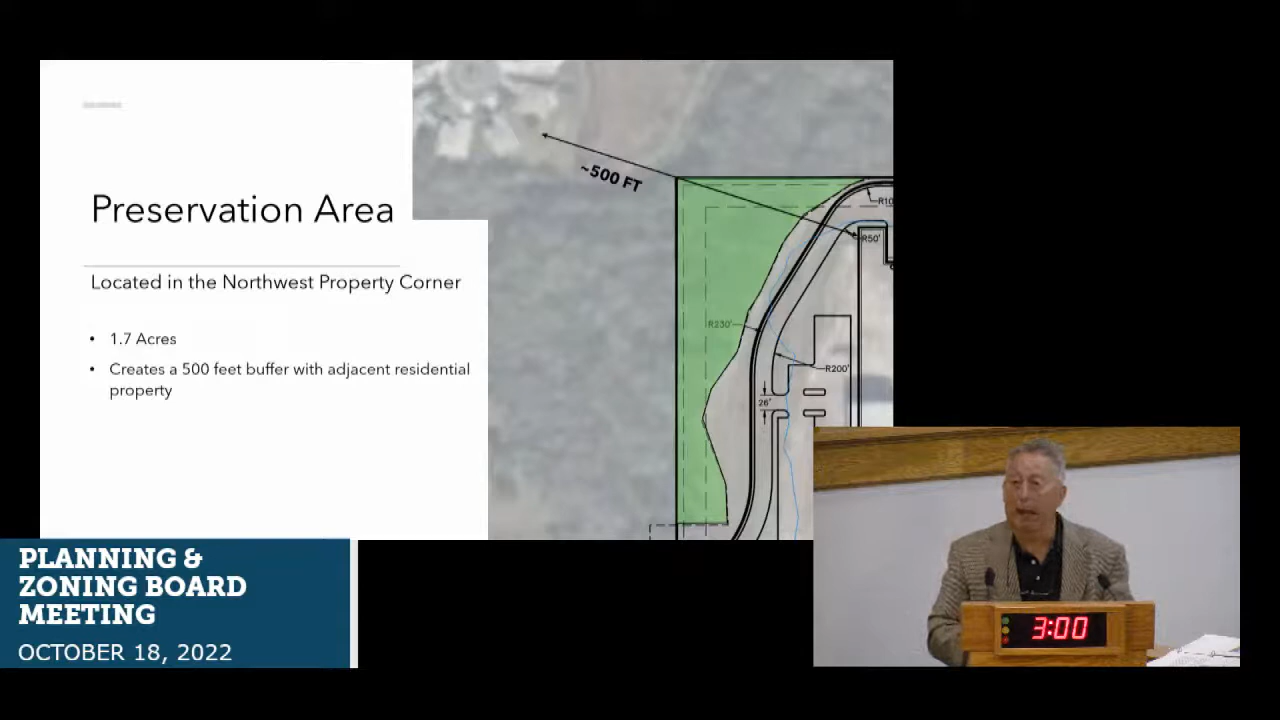 Preservation Area
Located in the Northwest Property Corner
• 1.7 Acres
• Creates a 500 feet buffer with adjacent residential
property
~500 FT
R10
R50'
R230'
R200'
26'
PLANNING &
ZONING BOARD
MEETING
OCTOBER 18, 2022
3:00